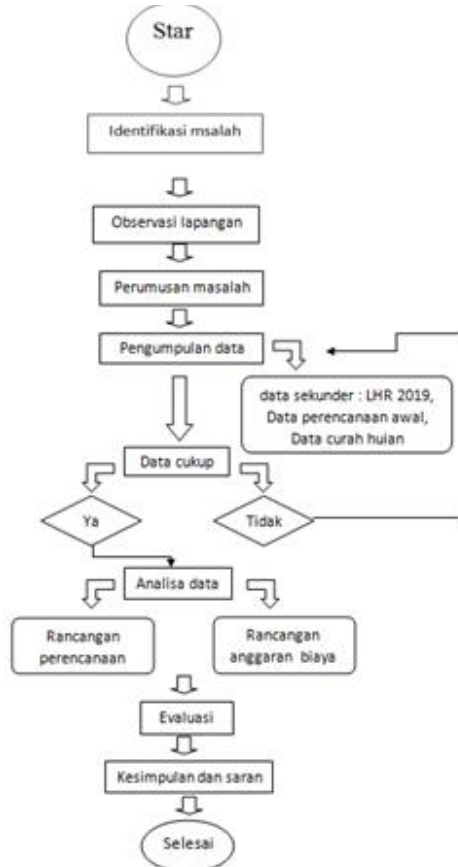 Star
Identifikasi msalah
Observasi lapangan
Perumusan masalah
Pengumpulan data
data sekunder : LHR 2019,
Data perencanaan awal,
Data curah hujan
Data cukup
Ya
Tidak
Analisa data
Rancangan
perencanaan
Rancangan
anggaran biaya
Evaluasi
Kesimpulan dan saran
Selesai